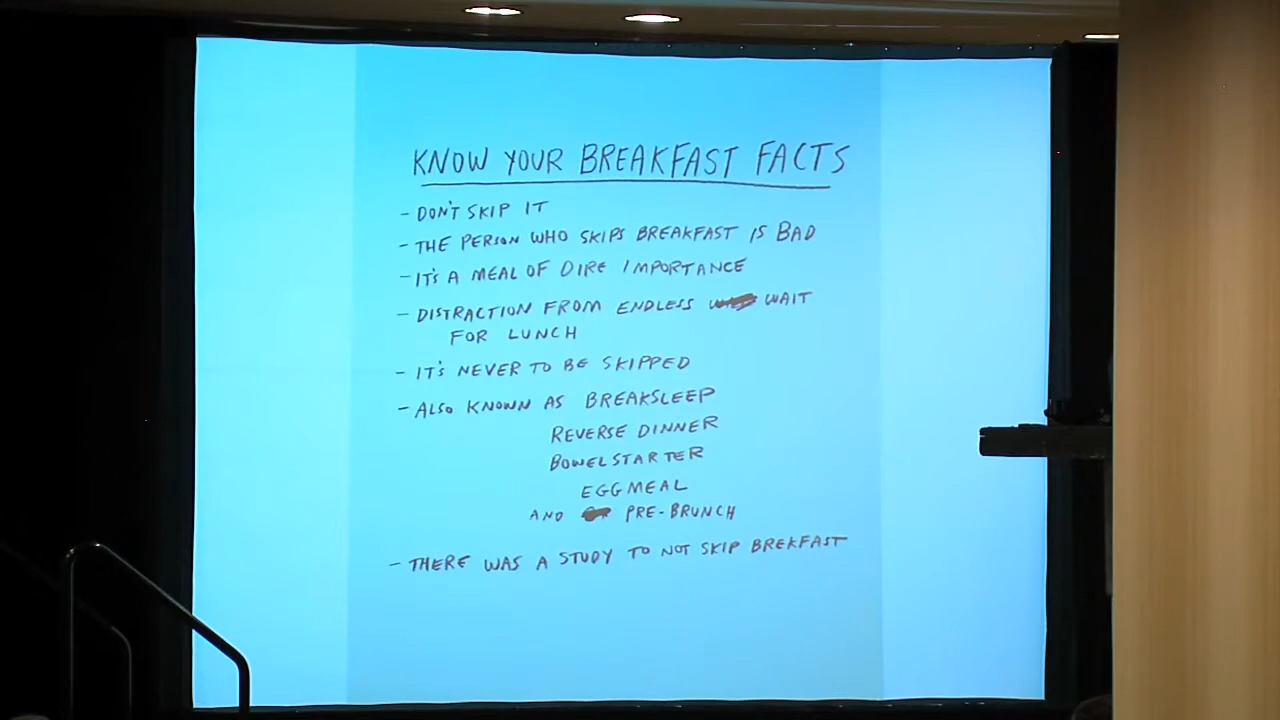 KNOW YOUR BREAKFAST FACTS
- DON'T SKIP IT
- THE PERSON WHO SKIPS BREAKFAST IS BAD
- IT'S A MEAL OF DIRE IMPORTANCE
- DISTRACTION FROM ENDLESS WAIT
FOR LUNCH
- IT'S NEVER TO BE SKIPPED
- ALSO KNOWN AS BREAKSLEEP
REVERSE DINNER
BOWELSTARTER
EGGMEAL
AND PRE-BRUNCH
- THERE WAS A STUDY TO NOT SKIP BREKFAST